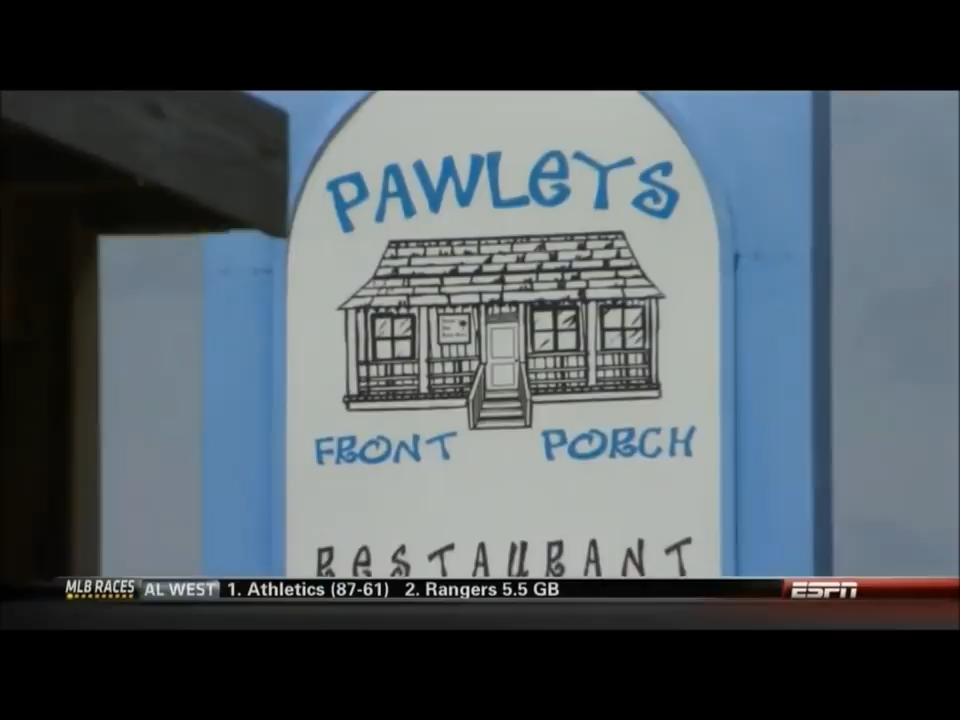 PAWLEYS
FRONT PORCH
RESTAURANT
MLB RACES AL WEST 1. Athletics (87-61) 2. Rangers 5.5 GB ESPN